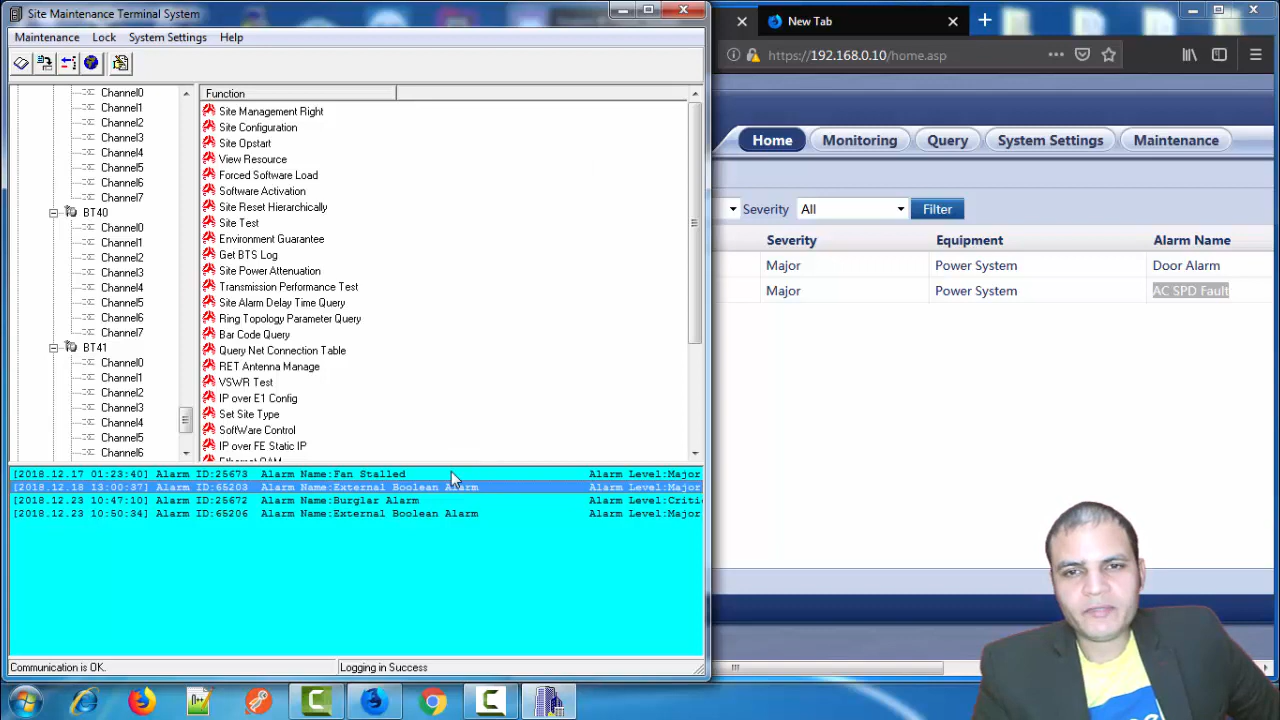 Site Maintenance Terminal System
Maintenance Lock System Settings Help
Channel0
Channel1
Channel2
Channel3
Channel4
Channel5
Channel6
Channel7
BT40
Channel0
Channel1
Channel2
Channel3
Channel4
Channel5
Channel6
Channel7
BT41
Channel0
Channel1
Channel2
Channel3
Channel4
Channel5
Channel6
Function
Site Management Right
Site Configuration
Site Opstart
View Resource
Forced Software Load
Software Activation
Site Reset Hierarchically
Site Test
Environment Guarantee
Get BTS Log
Site Power Attenuation
Transmission Performance Test
Site Alarm Delay Time Query
Ring Topology Parameter Query
Bar Code Query
Query Net Connection Table
RET Antenna Manage
VSWR Test
IP over E1 Config
Set Site Type
SoftWare Control
IP over FE Static IP
Ethernet OAM
[2018.12.17 01:23:40] Alarm ID:25673 Alarm Name:Fan Stalled Alarm Level:Major
[2018.12.18 13:00:37] Alarm ID:65203 Alarm Name:External Boolean Alarm Alarm Level:Major
[2018.12.23 10:47:10] Alarm ID:25672 Alarm Name:Burglar Alarm Alarm Level:Criti
[2018.12.23 10:50:34] Alarm ID:65206 Alarm Name:External Boolean Alarm Alarm Level:Major
Communication is OK. Logging in Success
New Tab
https://192.168.0.10/home.asp
Home Monitoring Query System Settings Maintenance
Severity All Filter
Severity Equipment Alarm Name
Major Power System Door Alarm
Major Power System AC SPD Fault